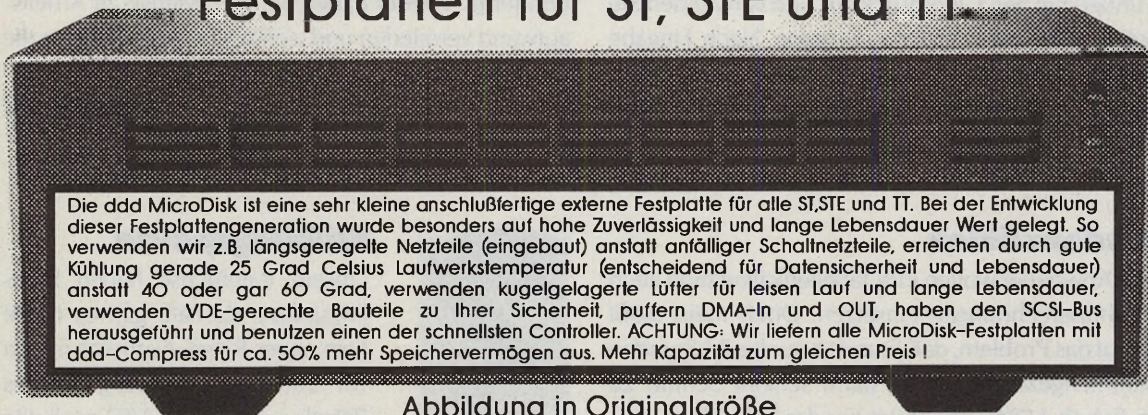 Festplatten für ST, STE und TT.
Die ddd MicroDisk ist eine sehr kleine anschlußfertige externe Festplatte für alle ST,STE und TT. Bei der Entwicklung
dieser Festplattengeneration wurde besonders auf hohe Zuverlässigkeit und lange Lebensdauer Wert gelegt. So
verwenden wir z.B. längsgeregelte Netzteile (eingebaut) anstatt anfälliger Schaltnetzteile, erreichen durch gute
Kühlung gerade 25 Grad Celsius Laufwerkstemperatur (entscheidend für Datensicherheit und Lebensdauer)
anstatt 40 oder gar 60 Grad, verwenden kugelgelagerte Lüfter für leisen Lauf und lange Lebensdauer,
verwenden VDE-gerechte Bauteile zu Ihrer Sicherheit, puffern DMA-In und OUT, haben den SCSI-Bus
herausgeführt und benutzen einen der schnellsten Controller. ACHTUNG: Wir liefern alle MicroDisk-Festplatten mit
ddd-Compress für ca. 50% mehr Speichervermögen aus. Mehr Kapazität zum gleichen Preis !
Abbildung in Originalgröße